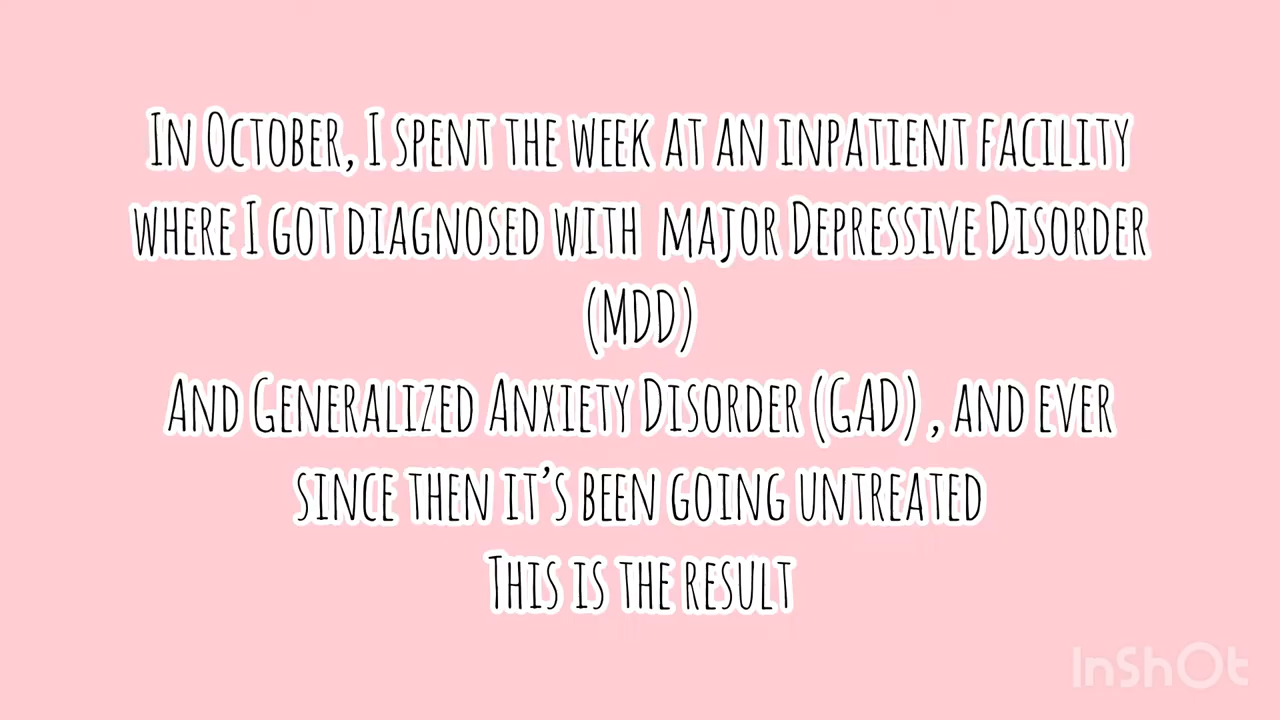 In October, I spent the week at an inpatient facility
where I got diagnosed with major Depressive Disorder
(MDD)
And Generalized Anxiety Disorder (GAD) , and ever
since then it’s been going untreated
This is the result
InShOt